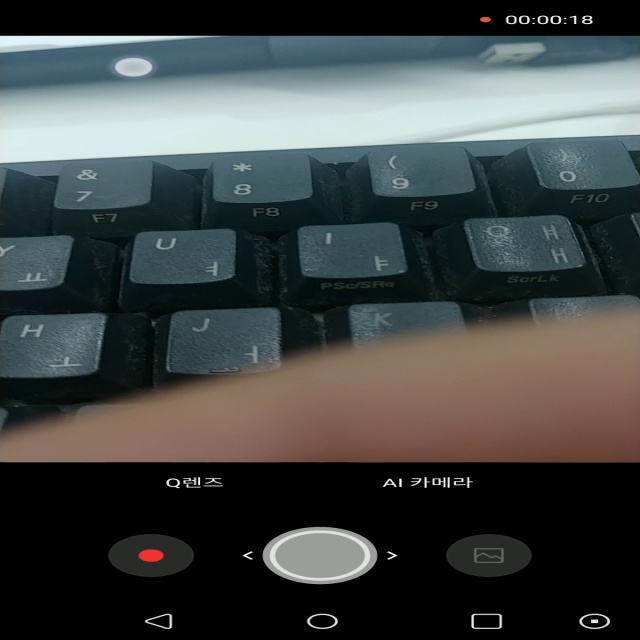 00:00:18
& * ( )
7 8 9 0
F7 F8 F9 F10
Y U I O
ㅛ ㅕ ㅑ ㅐ
PSc/SRq ScrLk
H J K
ㅗ ㅓ
Q렌즈 AI 카메라